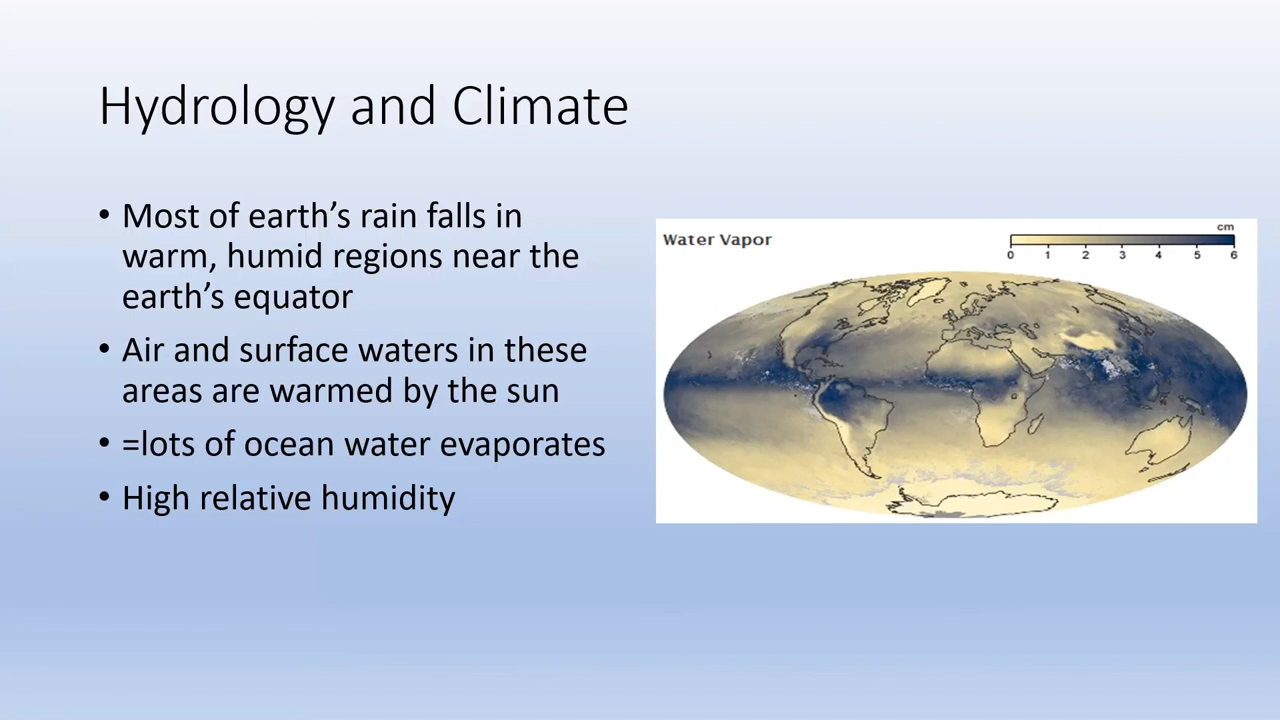 Hydrology and Climate
• Most of earth’s rain falls in
warm, humid regions near the
earth’s equator
• Air and surface waters in these
areas are warmed by the sun
• =lots of ocean water evaporates
• High relative humidity
Water Vapor
cm
0 1 2 3 4 5 6